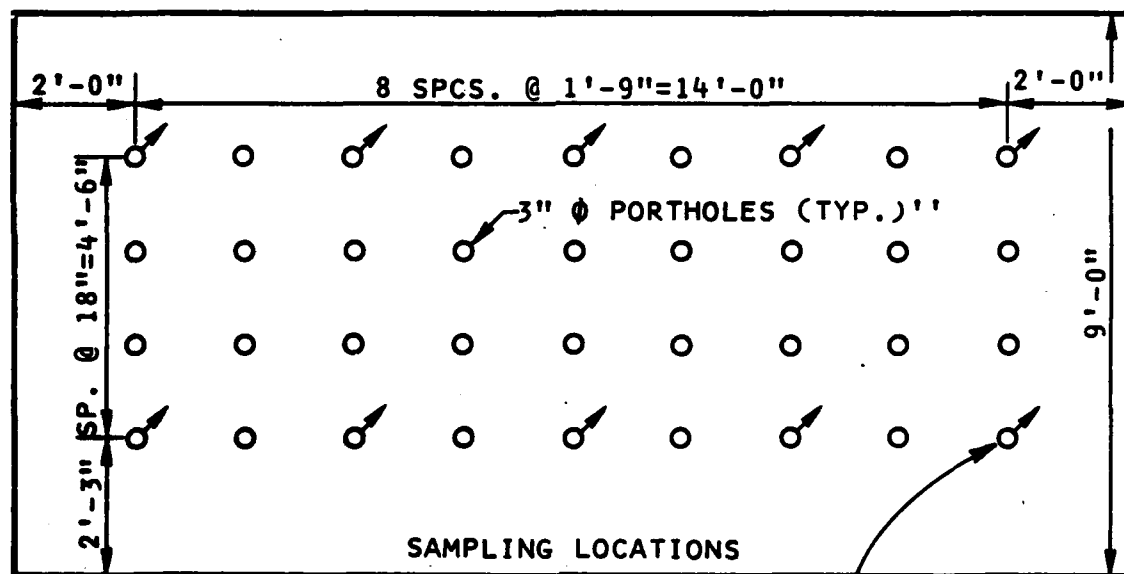 2'-0"
8 SPCS. @ 1'-9"=14'-0"
2'-0"
3" ϕ PORTHOLES (TYP.)''
SP. @ 18"=4'-6"
9'-0"
2'-3"
SAMPLING LOCATIONS